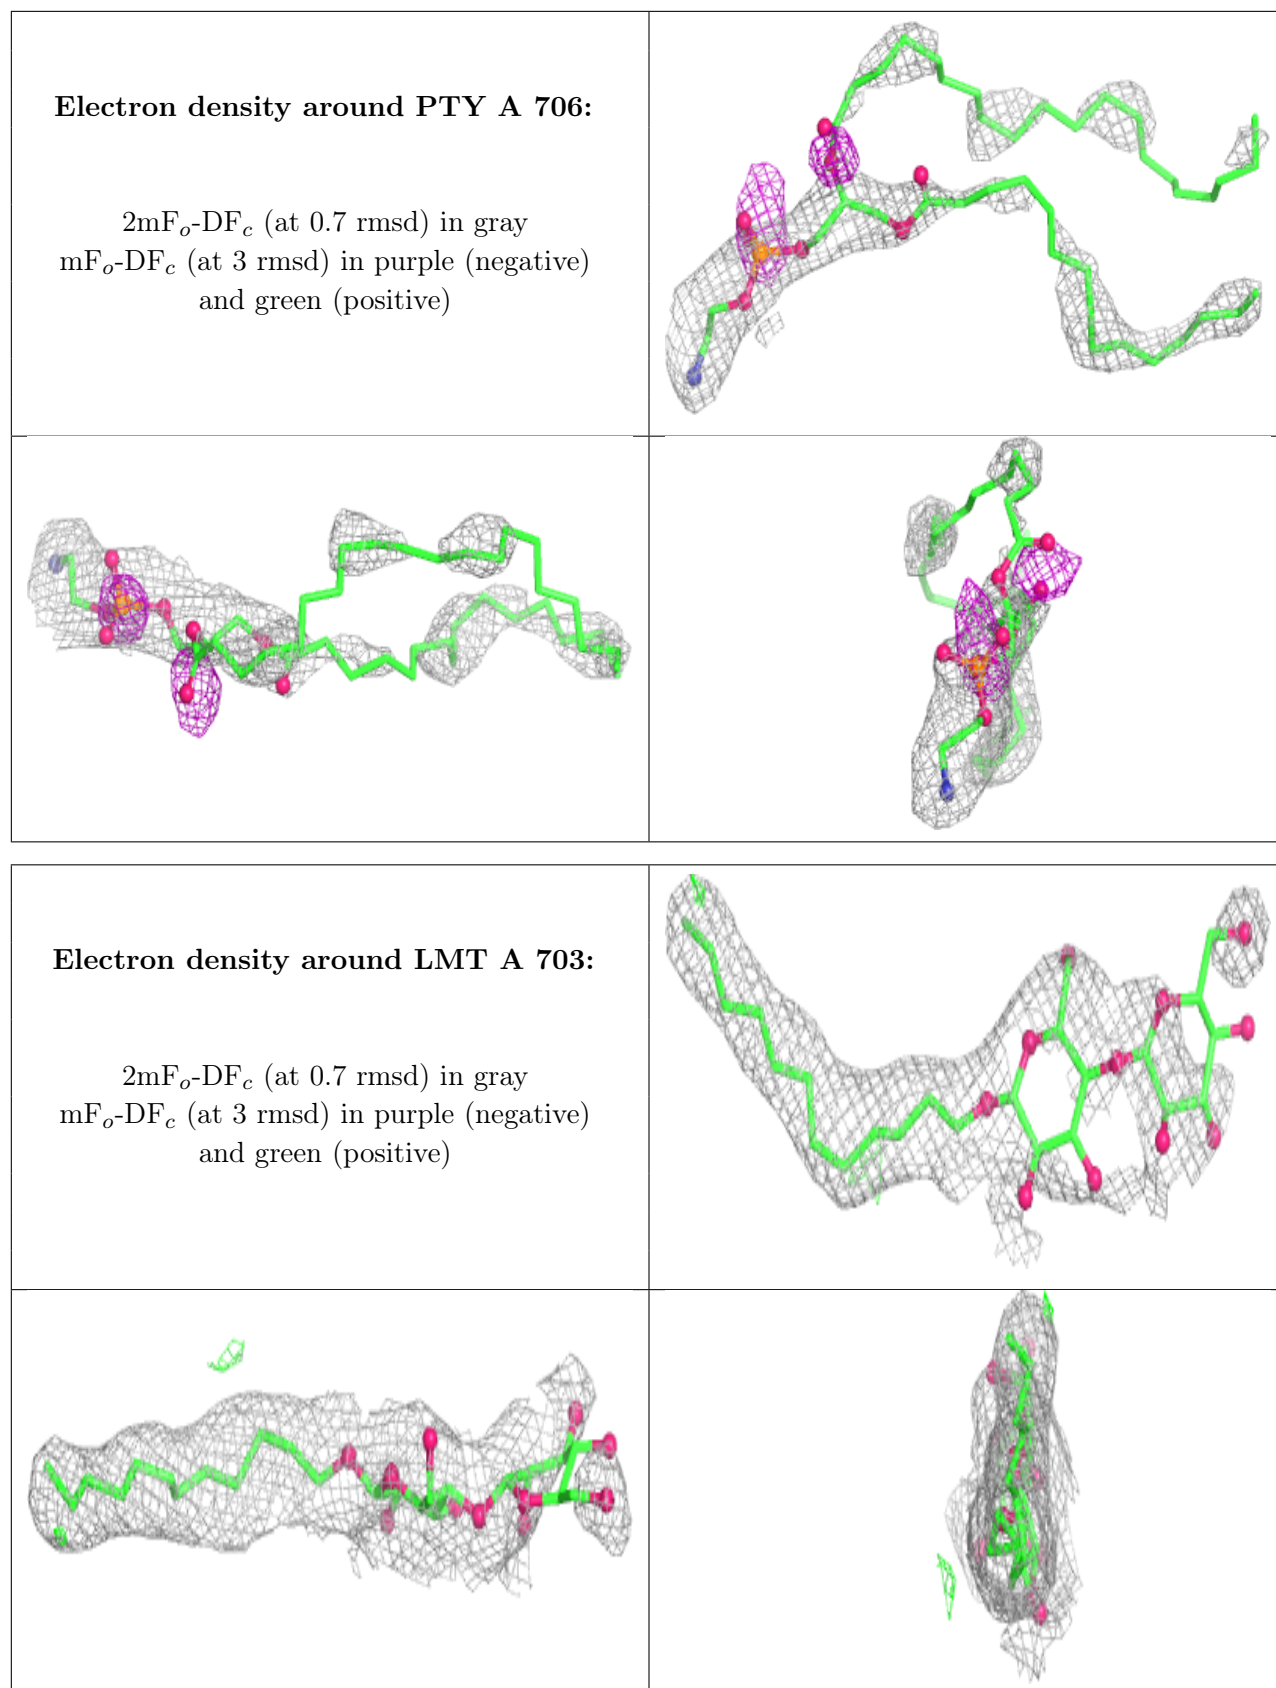 Electron density around PTY A 706:
2mFo-DFc (at 0.7 rmsd) in gray
mFo-DFc (at 3 rmsd) in purple (negative)
and green (positive)
Electron density around LMT A 703:
2mFo-DFc (at 0.7 rmsd) in gray
mFo-DFc (at 3 rmsd) in purple (negative)
and green (positive)